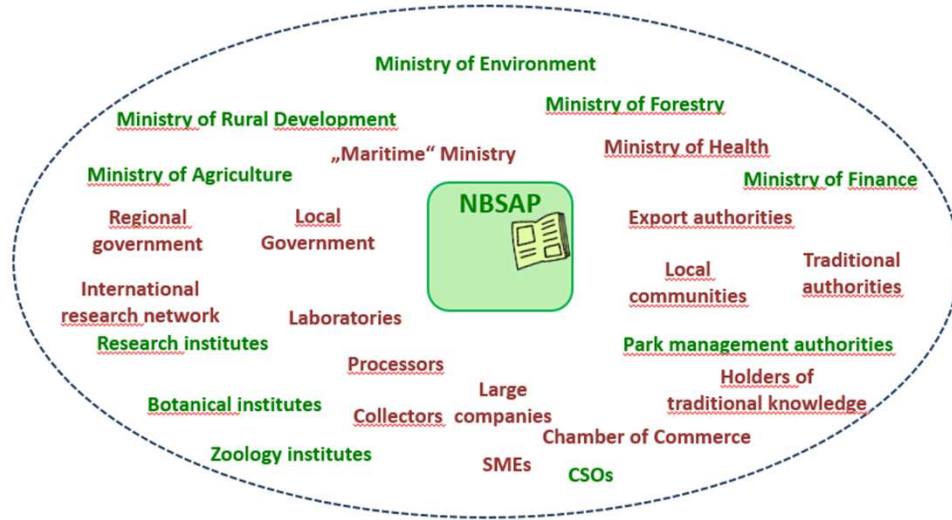 Ministry of Environment
Ministry of Forestry
Ministry of Rural Development
„Maritime“ Ministry
Ministry of Health
Ministry of Agriculture
Ministry of Finance
NBSAP
Regional
government
Local
Government
Export authorities
Local
communities
Traditional
authorities
International
research network
Laboratories
Research institutes
Park management authorities
Processors
Holders of
traditional knowledge
Botanical institutes
Collectors
Large
companies
Chamber of Commerce
Zoology institutes
SMEs
CSOs